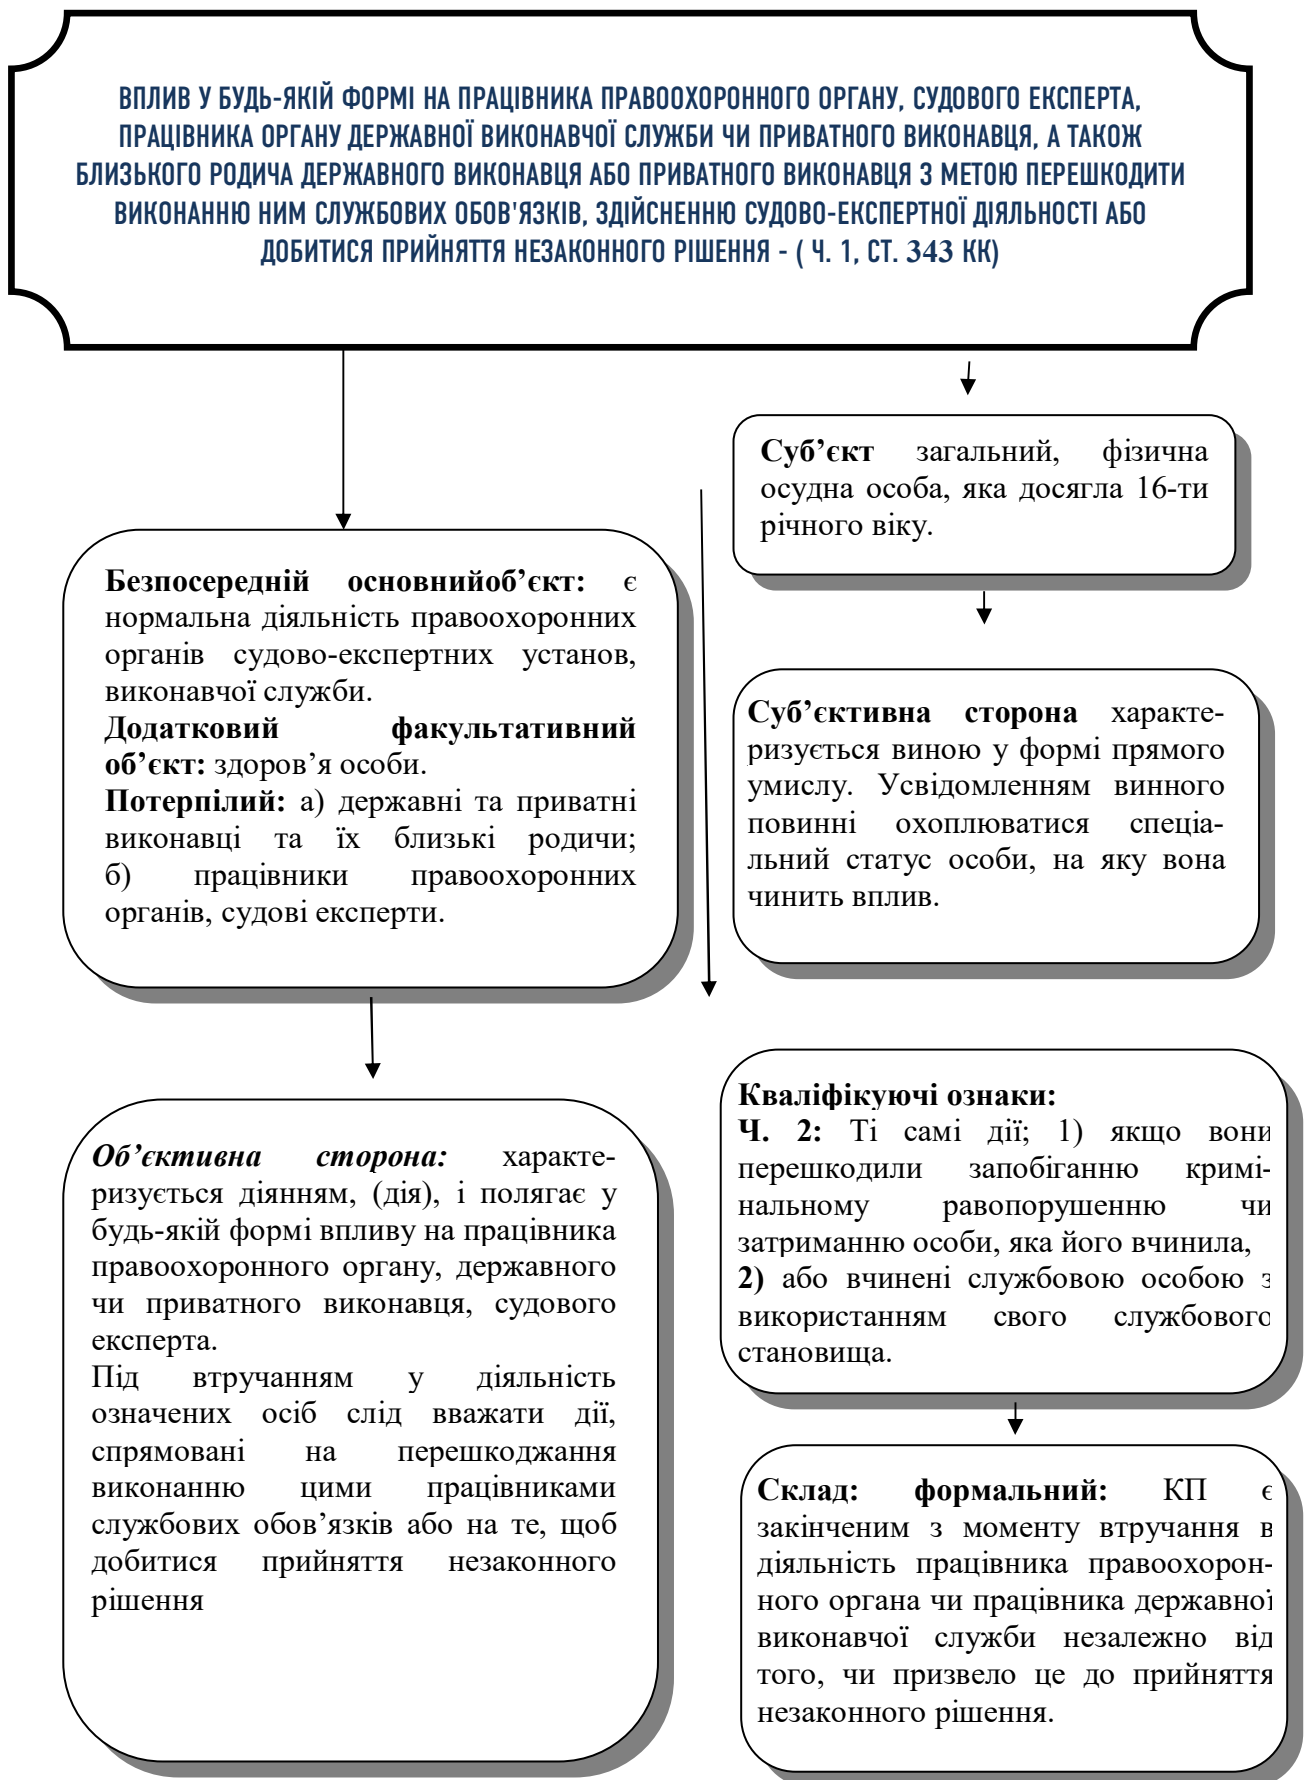 ВПЛИВ У БУДЬ-ЯКІЙ ФОРМІ НА ПРАЦІВНИКА ПРАВООХОРОННОГО ОРГАНУ, СУДОВОГО ЕКСПЕРТА,
ПРАЦІВНИКА ОРГАНУ ДЕРЖАВНОЇ ВИКОНАВЧОЇ СЛУЖБИ ЧИ ПРИВАТНОГО ВИКОНАВЦЯ, А ТАКОЖ
БЛИЗЬКОГО РОДИЧА ДЕРЖАВНОГО ВИКОНАВЦЯ АБО ПРИВАТНОГО ВИКОНАВЦЯ З МЕТОЮ ПЕРЕШКОДИТИ
ВИКОНАННЮ НИМ СЛУЖБОВИХ ОБОВ'ЯЗКІВ, ЗДІЙСНЕННЮ СУДОВО-ЕКСПЕРТНОЇ ДІЯЛЬНОСТІ АБО
ДОБИТИСЯ ПРИЙНЯТТЯ НЕЗАКОННОГО РІШЕННЯ - ( Ч. 1, СТ. 343 КК)
Безпосередній основнийоб’єкт: є
нормальна діяльність правоохоронних
органів судово-експертних установ,
виконавчої служби.
Додатковий факультативний
об’єкт: здоров’я особи.
Потерпілий: а) державні та приватні
виконавці та їх близькі родичи;
б) працівники правоохоронних
органів, судові експерти.
Об’єктивна сторона: характе-
ризується діянням, (дія), і полягає у
будь-якій формі впливу на працівника
правоохоронного органу, державного
чи приватного виконавця, судового
експерта.
Під втручанням у діяльність
означених осіб слід вважати дії,
спрямовані на перешкоджання
виконанню цими працівниками
службових обов’язків або на те, щоб
добитися прийняття незаконного
рішення
Суб’єкт загальний, фізична
осудна особа, яка досягла 16-ти
річного віку.
Суб’єктивна сторона характе-
ризується виною у формі прямого
умислу. Усвідомленням винного
повинні охоплюватися спеціа-
льний статус особи, на яку вона
чинить вплив.
Кваліфікуючі ознаки:
Ч. 2: Ті самі дії; 1) якщо вони
перешкодили запобіганню кримі-
нальному равопорушенню чи
затриманню особи, яка його вчинила,
2) або вчинені службовою особою з
використанням свого службового
становища.
Склад: формальний: КП є
закінченим з моменту втручання в
діяльність працівника правоохорон-
ного органа чи працівника державної
виконавчої служби незалежно від
того, чи призвело це до прийняття
незаконного рішення.